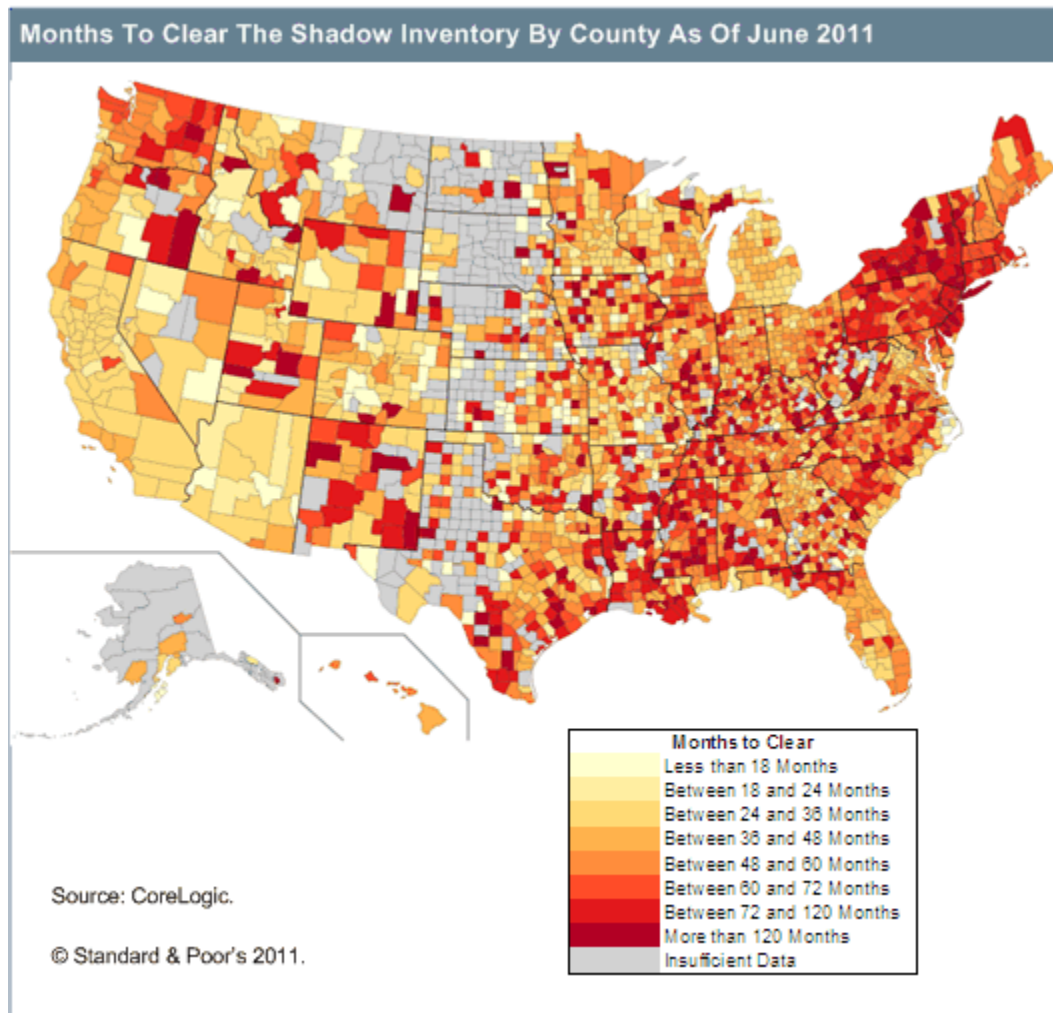 Months To Clear The Shadow Inventory By County As Of June 2011
Months to Clear
Less than 18 Months
Between 18 and 24 Months
Between 24 and 36 Months
Between 36 and 48 Months
Between 48 and 60 Months
Between 60 and 72 Months
Between 72 and 120 Months
More than 120 Months
Insufficient Data
Source: CoreLogic.
© Standard & Poor's 2011.